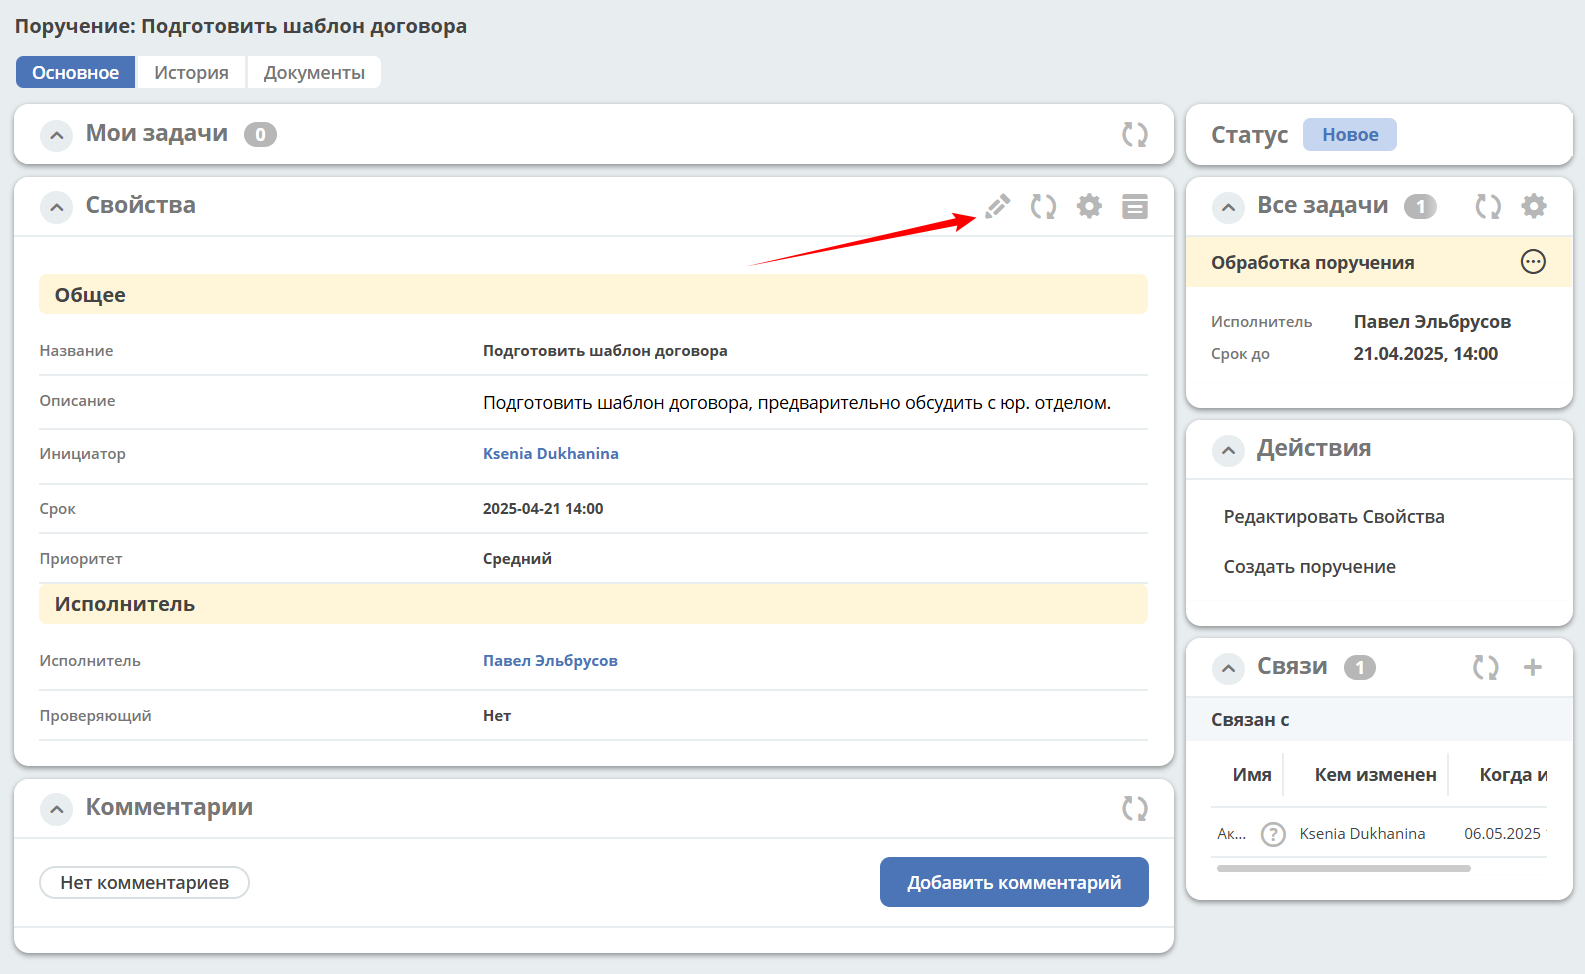 Поручение: Подготовить шаблон договора
Основное
История
Документы
Мои задачи 0
Свойства
Общее
Название Подготовить шаблон договора
Описание Подготовить шаблон договора, предварительно обсудить с юр. отделом.
Инициатор Ksenia Dukhanina
Срок 2025-04-21 14:00
Приоритет Средний
Исполнитель
Исполнитель Павел Эльбрусов
Проверяющий Нет
Комментарии
Нет комментариев
Добавить комментарий
Статус Новое
Все задачи 1
Обработка поручения
Исполнитель Павел Эльбрусов
Срок до 21.04.2025, 14:00
Действия
Редактировать Свойства
Создать поручение
Связи 1
Связан с
Имя Кем изменен Когда и
Ак... ? Ksenia Dukhanina 06.05.2025